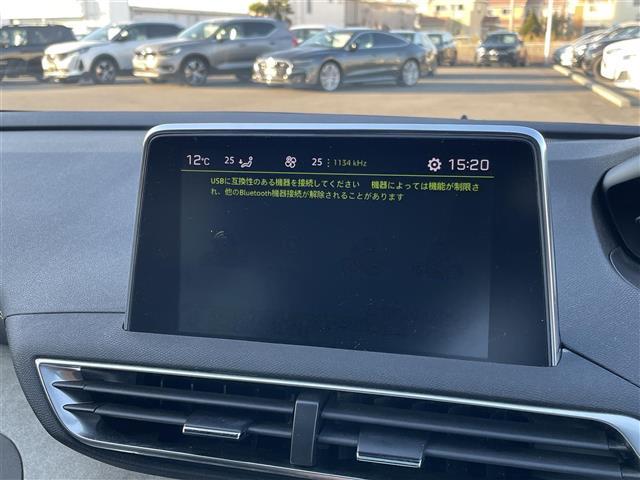 12℃ 25 25 1134 kHz 15:20
USBに互換性のある機器を接続してください 機器によっては機能が制限さ
れ、他のBluetooth機器接続が解除されることがあります